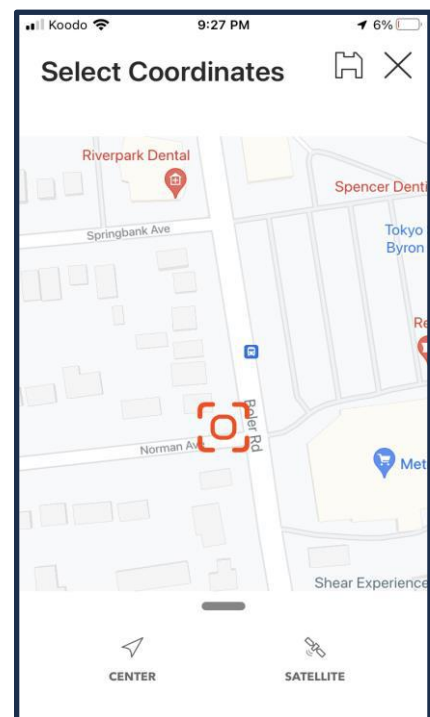 Koodo 9:27 PM 6%
Select Coordinates
Riverpark Dental
Spencer Denti
Springbank Ave
Tokyo
Byron
Re
Boler Rd
Norman Ave
Met
Shear Experience
CENTER SATELLITE